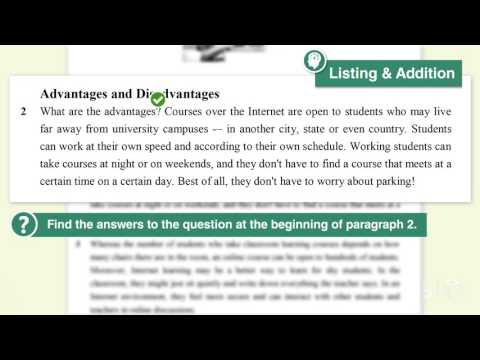 Listing & Addition
Advantages and Disadvantages
2 What are the advantages? Courses over the Internet are open to students who may live
far away from university campuses — in another city, state or even country. Students
can work at their own speed and according to their own schedule. Working students can
take courses at night or on weekends, and they don't have to find a course that meets at a
certain time on a certain day. Best of all, they don't have to worry about parking!
? Find the answers to the question at the beginning of paragraph 2.
Whereas the number of students who take classroom learning courses depends on how
many chairs there are in the room, an online course can be open to hundreds of students.
Moreover, Internet learning may be a better way to learn for shy students. In the
classroom, they might just sit quietly and write down everything the teacher says. In an
Internet environment, they feel more secure and can interact with other students and
teachers in online discussions.